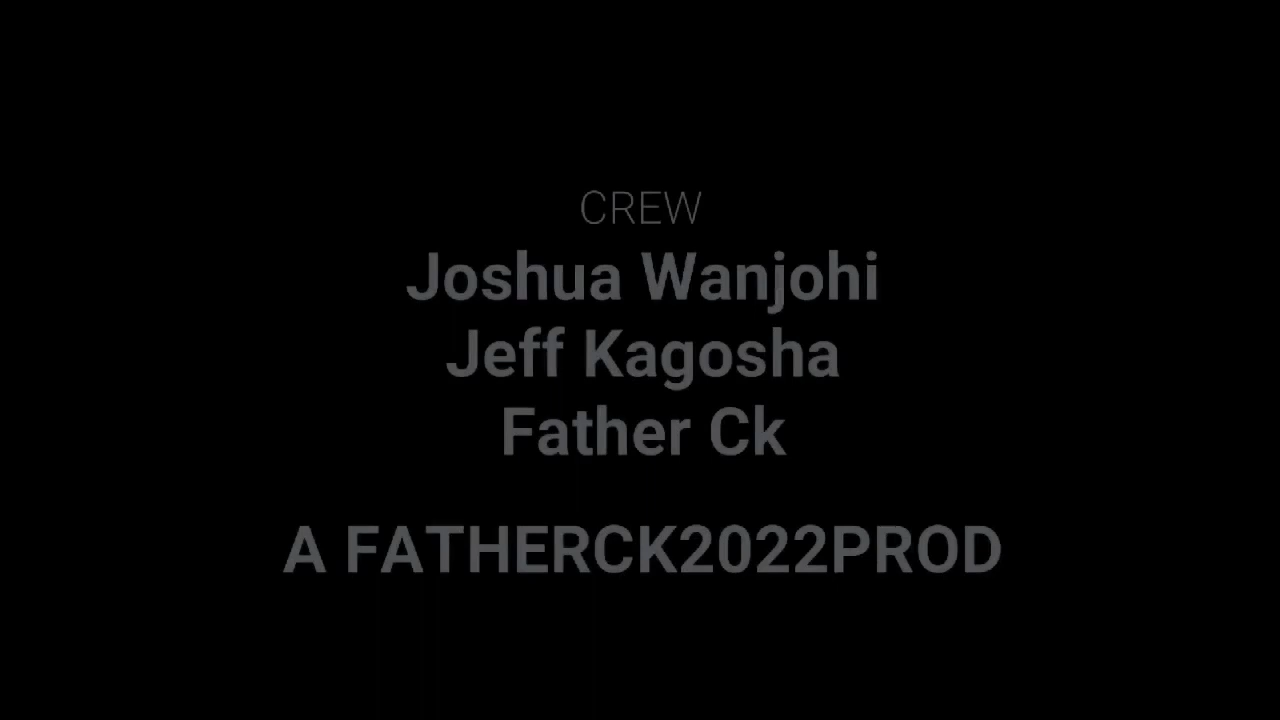 CREW
Joshua Wanjohi
Jeff Kagosha
Father Ck
A FATHERCK2022PROD